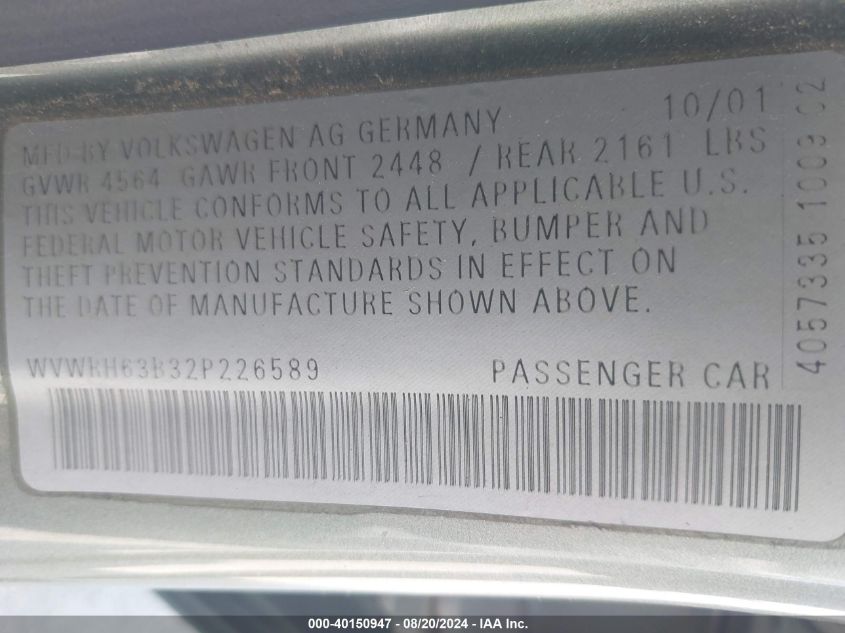 10/01
MFD BY VOLKSWAGEN AG GERMANY
GVWR 4564 GAWR FRONT 2448 / REAR 2161 LBS
THIS VEHICLE CONFORMS TO ALL APPLICABLE U.S.
FEDERAL MOTOR VEHICLE SAFETY, BUMPER AND
THEFT PREVENTION STANDARDS IN EFFECT ON
THE DATE OF MANUFACTURE SHOWN ABOVE.
WVWRH63B32P226589 PASSENGER CAR
4057335 1003 02
000-40150947 - 08/20/2024 - IAA Inc.